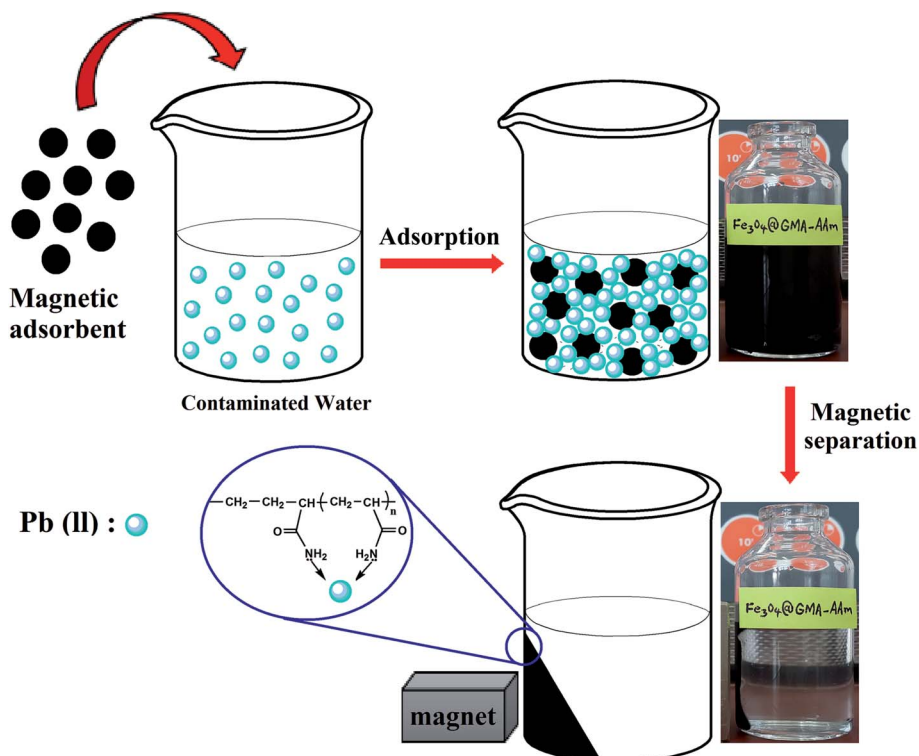 Magnetic
adsorbent
Contaminated Water
Adsorption
Fe₃O₄@GMA-AAm
Magnetic
separation
Pb (ll) :
—CH₂–CH₂–CH(CH₂–CH)n
O NH₂ H₂N O
magnet
Fe₃O₄@GMA-AAm